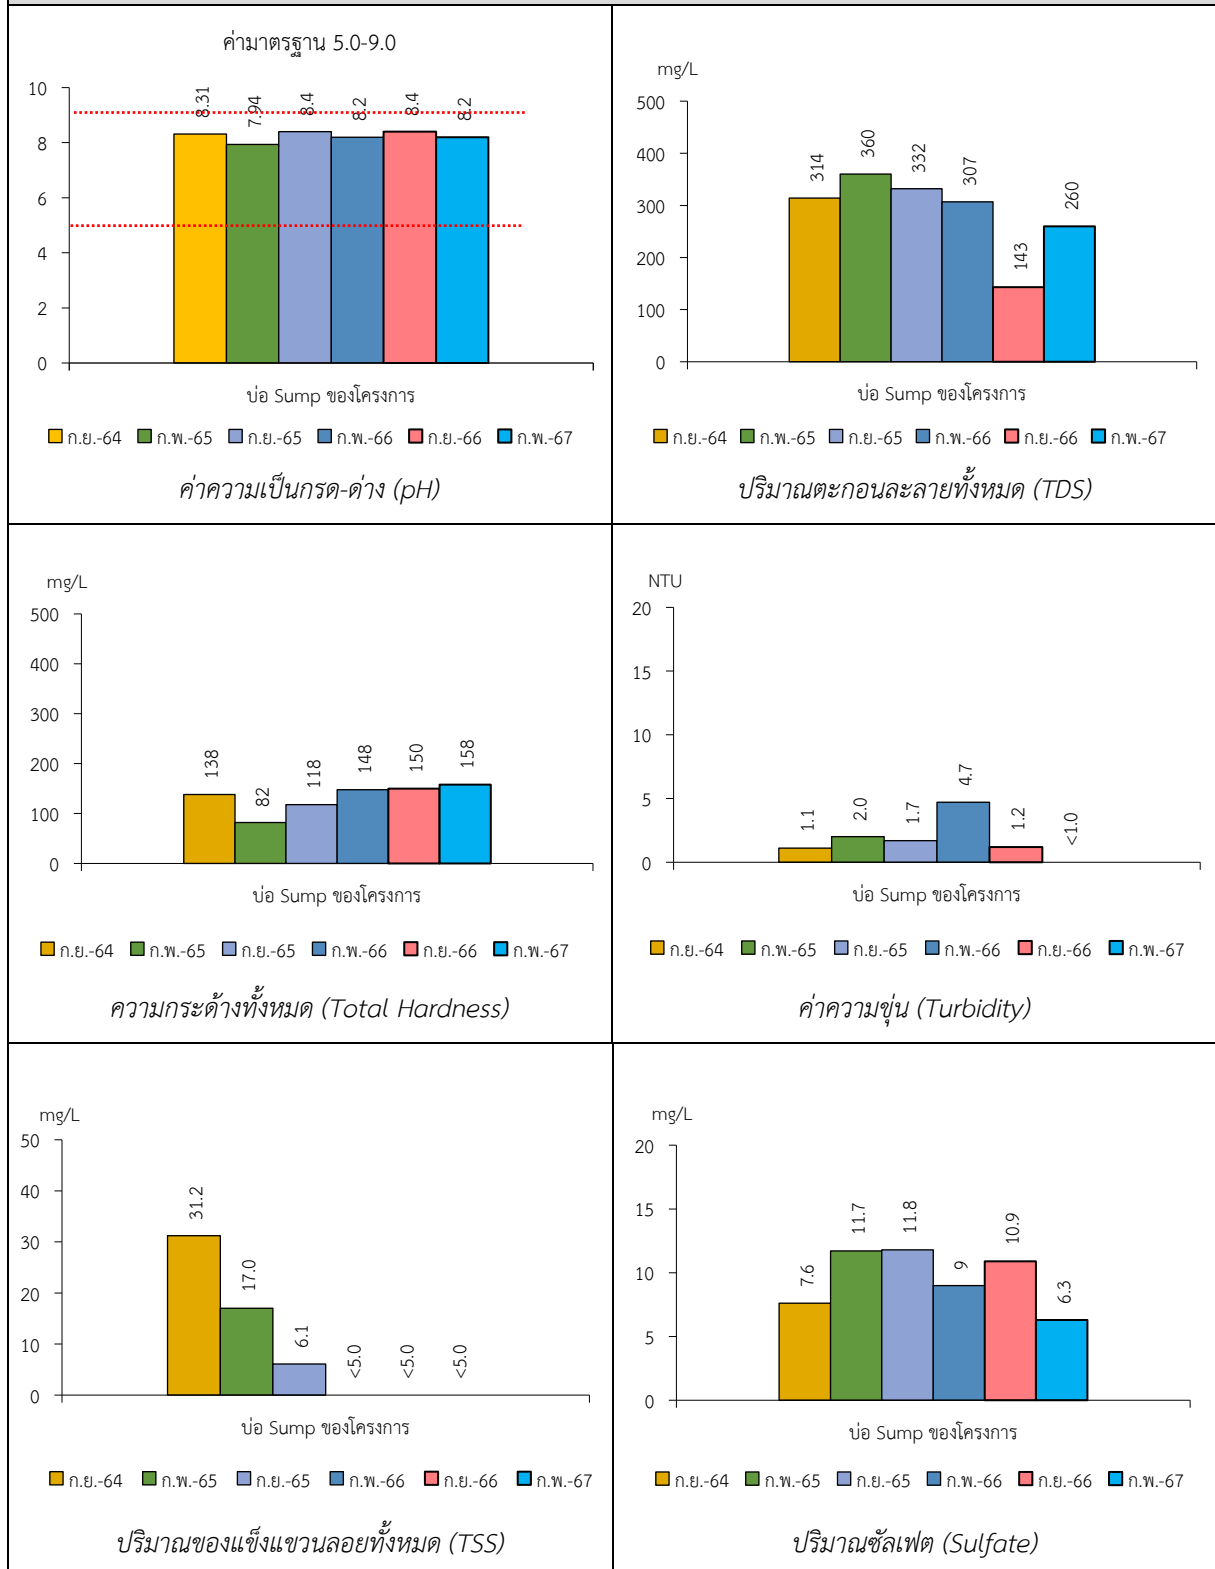 ค่ามาตรฐาน 5.0-9.0
10
8
6
4
2
0
8.31
7.94
8.4
8.2
8.4
8.2
บ่อ Sump ของโครงการ
ก.ย.-64 ก.พ.-65 ก.ย.-65 ก.พ.-66 ก.ย.-66 ก.พ.-67
ค่าความเป็นกรด-ด่าง (pH)
mg/L
500
400
300
200
100
0
314
360
332
307
143
260
บ่อ Sump ของโครงการ
ก.ย.-64 ก.พ.-65 ก.ย.-65 ก.พ.-66 ก.ย.-66 ก.พ.-67
ปริมาณตะกอนละลายทั้งหมด (TDS)
mg/L
500
400
300
200
100
0
138
82
118
148
150
158
บ่อ Sump ของโครงการ
ก.ย.-64 ก.พ.-65 ก.ย.-65 ก.พ.-66 ก.ย.-66 ก.พ.-67
ความกระด้างทั้งหมด (Total Hardness)
NTU
20
15
10
5
0
1.1
2.0
1.7
4.7
1.2
<1.0
บ่อ Sump ของโครงการ
ก.ย.-64 ก.พ.-65 ก.ย.-65 ก.พ.-66 ก.ย.-66 ก.พ.-67
ค่าความขุ่น (Turbidity)
mg/L
50
40
30
20
10
0
31.2
17.0
6.1
<5.0
<5.0
<5.0
บ่อ Sump ของโครงการ
ก.ย.-64 ก.พ.-65 ก.ย.-65 ก.พ.-66 ก.ย.-66 ก.พ.-67
ปริมาณของแข็งแขวนลอยทั้งหมด (TSS)
mg/L
20
15
10
5
0
7.6
11.7
11.8
9
10.9
6.3
บ่อ Sump ของโครงการ
ก.ย.-64 ก.พ.-65 ก.ย.-65 ก.พ.-66 ก.ย.-66 ก.พ.-67
ปริมาณซัลเฟต (Sulfate)